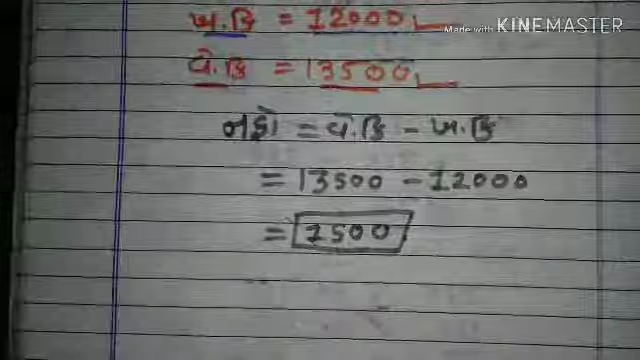 ખ.કિ = 12000
Made with KINEMASTER
વે.કિ = 13500
નફો = વે.કિ - ખ.કિ
= 13500 - 12000
= 1500